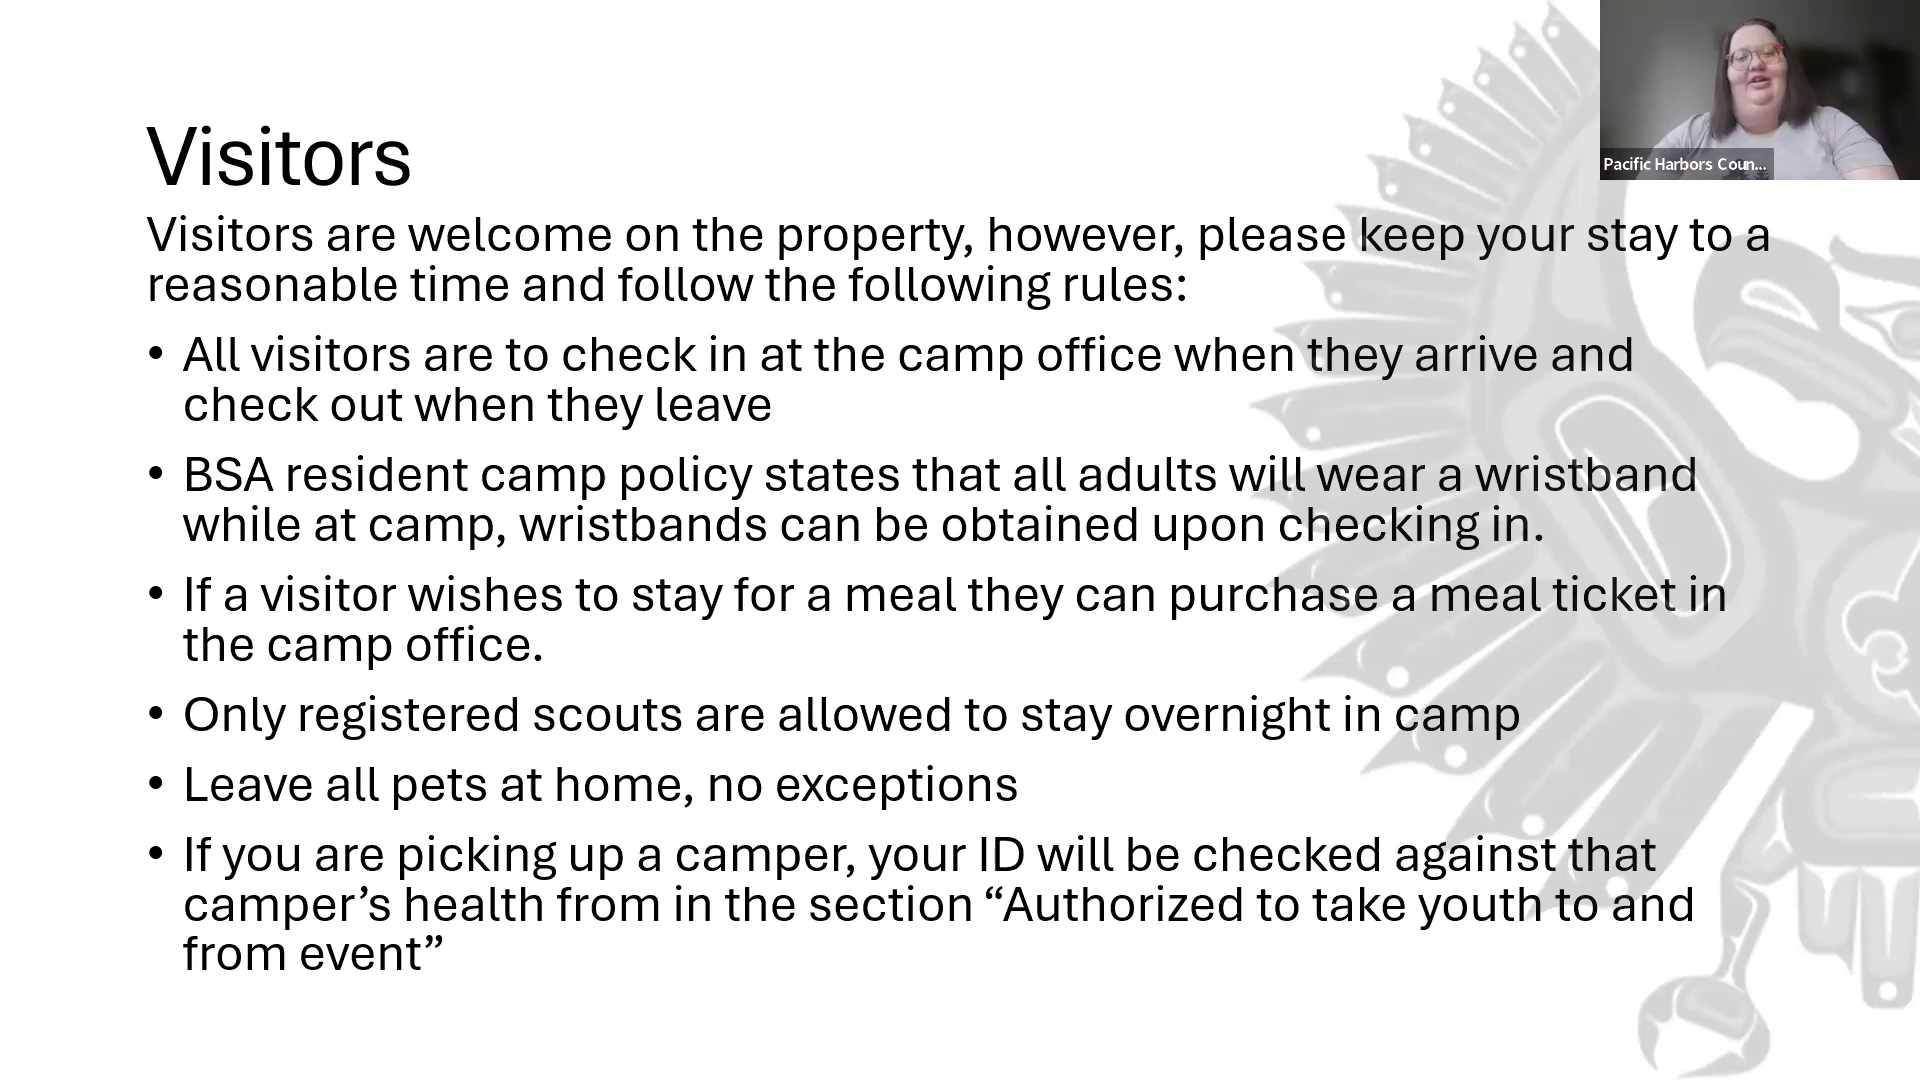 Pacific Harbors Coun...
Visitors
Visitors are welcome on the property, however, please keep your stay to a
reasonable time and follow the following rules:
• All visitors are to check in at the camp office when they arrive and
check out when they leave
• BSA resident camp policy states that all adults will wear a wristband
while at camp, wristbands can be obtained upon checking in.
• If a visitor wishes to stay for a meal they can purchase a meal ticket in
the camp office.
• Only registered scouts are allowed to stay overnight in camp
• Leave all pets at home, no exceptions
• If you are picking up a camper, your ID will be checked against that
camper’s health from in the section “Authorized to take youth to and
from event”